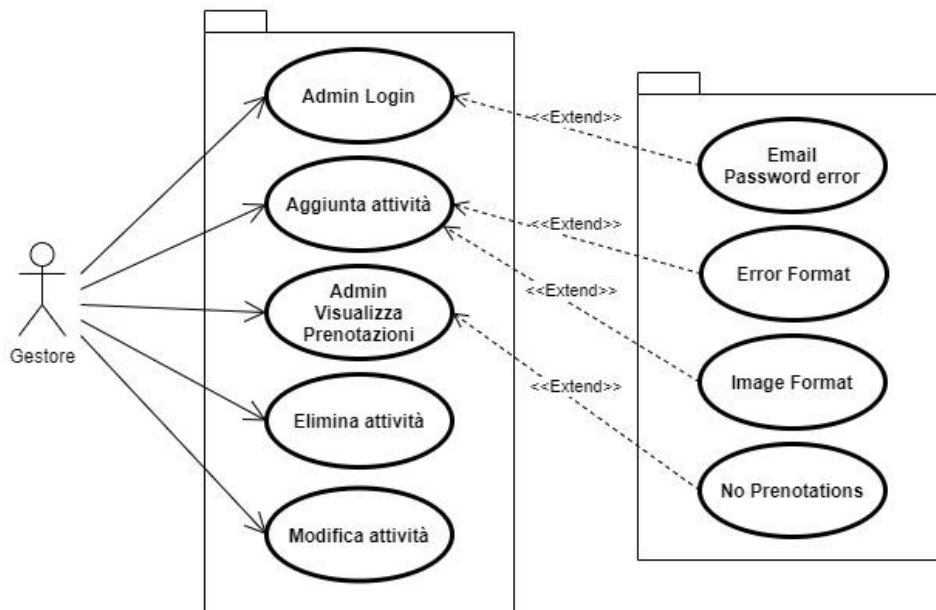 Admin Login
<<Extend>>
Email
Password error
Aggiunta attività
<<Extend>>
Error Format
Gestore
Admin
Visualizza
Prenotazioni
<<Extend>>
Image Format
<<Extend>>
Elimina attività
No Prenotations
Modifica attività